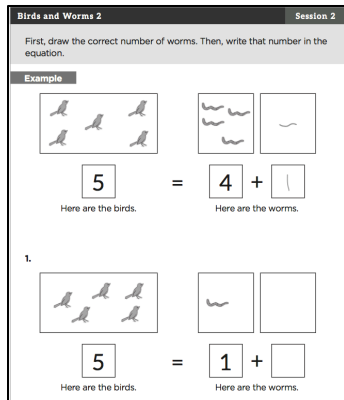 Birds and Worms 2 Session 2
First, draw the correct number of worms. Then, write that number in the
equation.
Example
5 = 4 + 1
Here are the birds. Here are the worms.
1.
5 = 1 +
Here are the birds. Here are the worms.